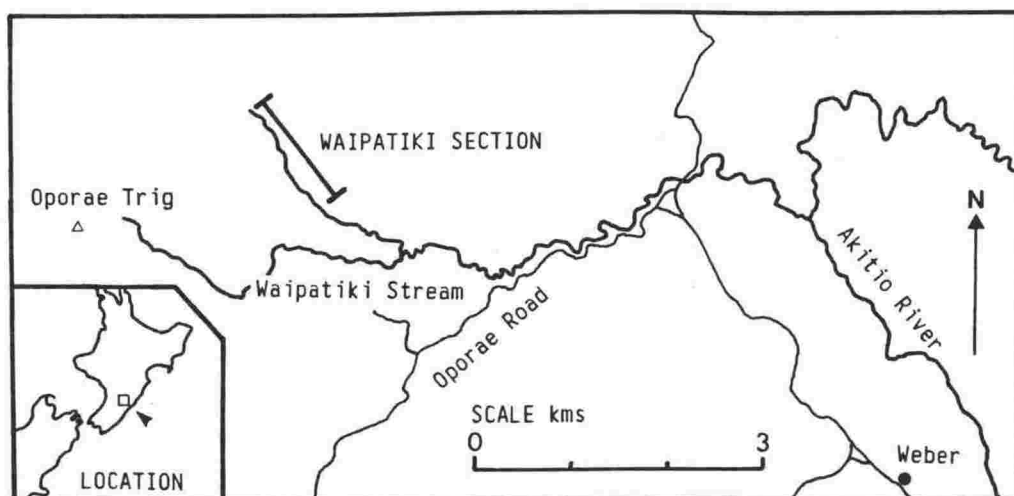 WAIPATIKI SECTION
Oporae Trig
N
Akitio River
Waipatiki Stream
Oporae Road
SCALE kms
0 3
Weber
LOCATION